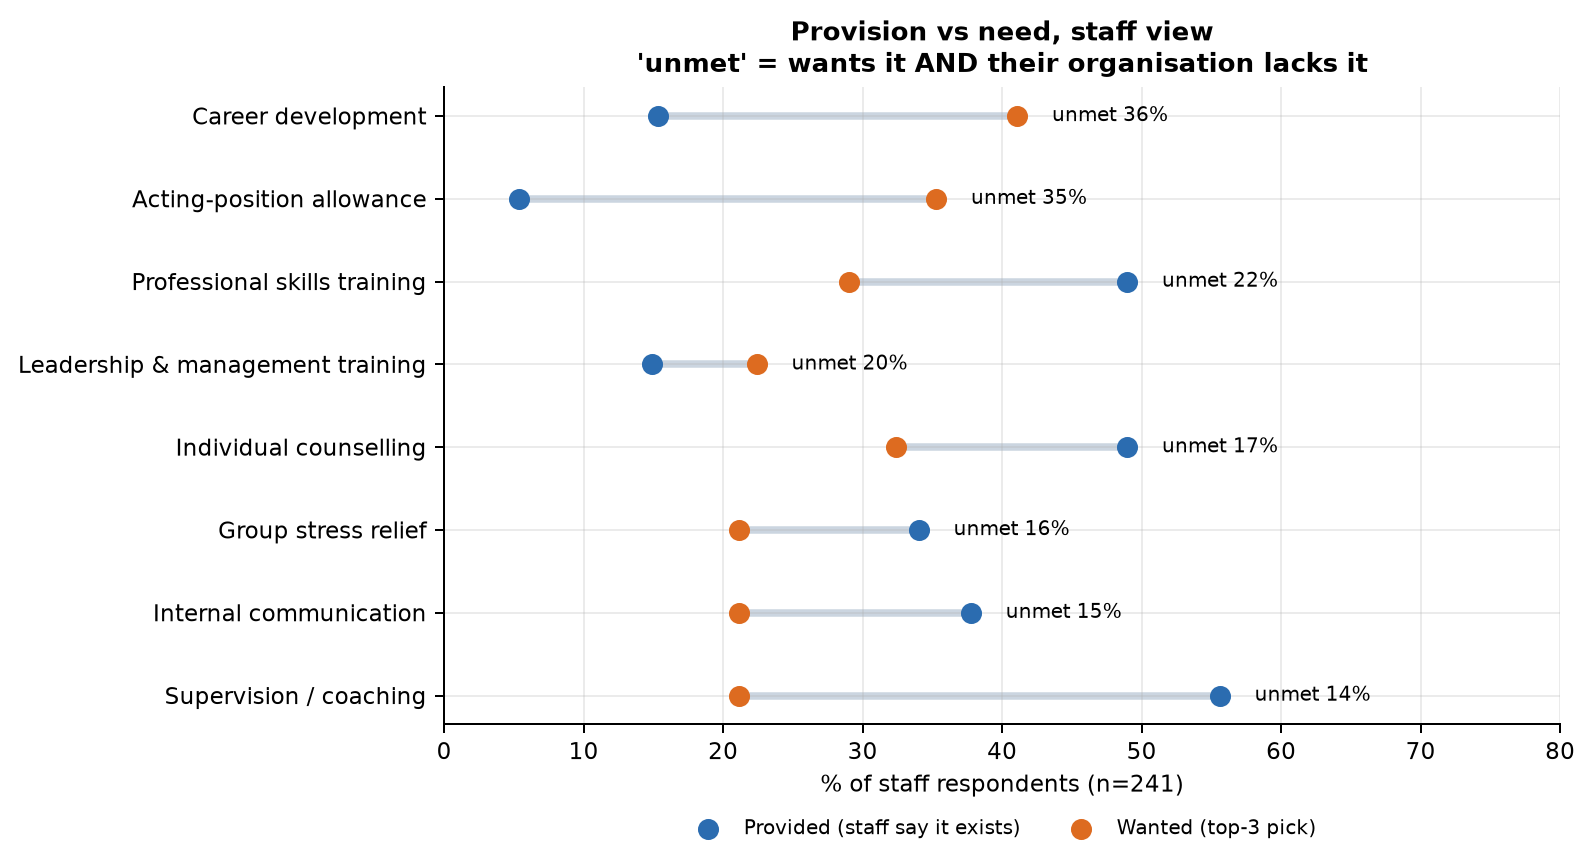 Provision vs need, staff view
'unmet' = wants it AND their organisation lacks it
Career development
unmet 36%
Acting-position allowance
unmet 35%
Professional skills training
unmet 22%
Leadership & management training
unmet 20%
Individual counselling
unmet 17%
Group stress relief
unmet 16%
Internal communication
unmet 15%
Supervision / coaching
unmet 14%
0 10 20 30 40 50 60 70 80
% of staff respondents (n=241)
Provided (staff say it exists) Wanted (top-3 pick)